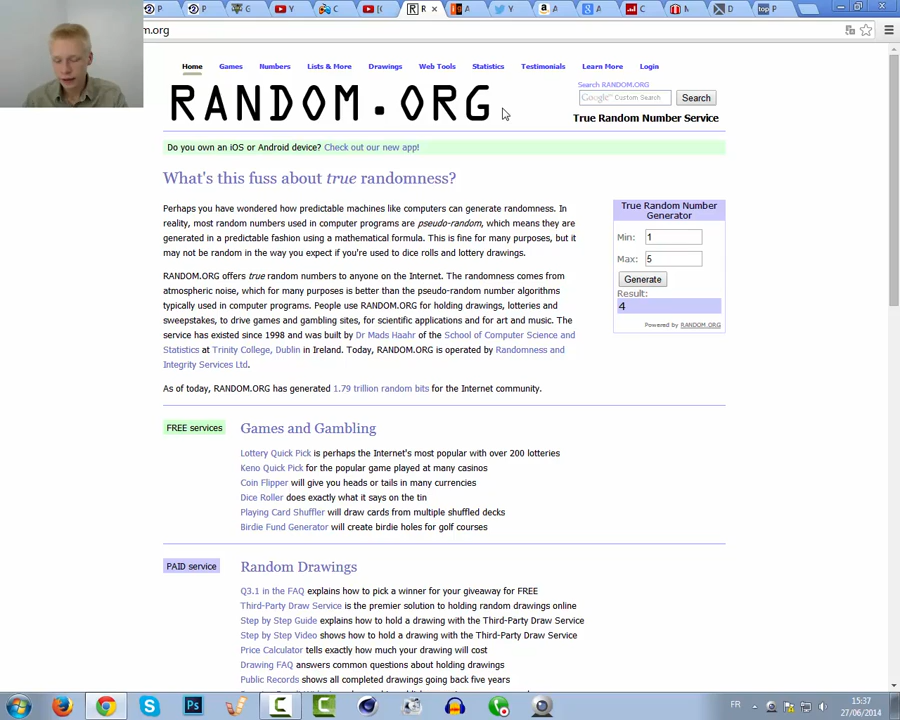 m.org
Home Games Numbers Lists & More Drawings Web Tools Statistics Testimonials Learn More Login
RANDOM.ORG
Search RANDOM.ORG
Google™ Custom Search Search
True Random Number Service
Do you own an iOS or Android device? Check out our new app!
What's this fuss about true randomness?
Perhaps you have wondered how predictable machines like computers can generate randomness. In
reality, most random numbers used in computer programs are pseudo-random, which means they are
generated in a predictable fashion using a mathematical formula. This is fine for many purposes, but it
may not be random in the way you expect if you're used to dice rolls and lottery drawings.
RANDOM.ORG offers true random numbers to anyone on the Internet. The randomness comes from
atmospheric noise, which for many purposes is better than the pseudo-random number algorithms
typically used in computer programs. People use RANDOM.ORG for holding drawings, lotteries and
sweepstakes, to drive games and gambling sites, for scientific applications and for art and music. The
service has existed since 1998 and was built by Dr Mads Haahr of the School of Computer Science and
Statistics at Trinity College, Dublin in Ireland. Today, RANDOM.ORG is operated by Randomness and
Integrity Services Ltd.
As of today, RANDOM.ORG has generated 1.79 trillion random bits for the Internet community.
True Random Number
Generator
Min: 1
Max: 5
Generate
Result:
4
Powered by RANDOM.ORG
FREE services
Games and Gambling
Lottery Quick Pick is perhaps the Internet's most popular with over 200 lotteries
Keno Quick Pick for the popular game played at many casinos
Coin Flipper will give you heads or tails in many currencies
Dice Roller does exactly what it says on the tin
Playing Card Shuffler will draw cards from multiple shuffled decks
Birdie Fund Generator will create birdie holes for golf courses
PAID service
Random Drawings
Q3.1 in the FAQ explains how to pick a winner for your giveaway for FREE
Third-Party Draw Service is the premier solution to holding random drawings online
Step by Step Guide explains how to hold a drawing with the Third-Party Draw Service
Step by Step Video shows how to hold a drawing with the Third-Party Draw Service
Price Calculator tells exactly how much your drawing will cost
Drawing FAQ answers common questions about holding drawings
Public Records shows all completed drawings going back five years
FR
15:37
27/06/2014